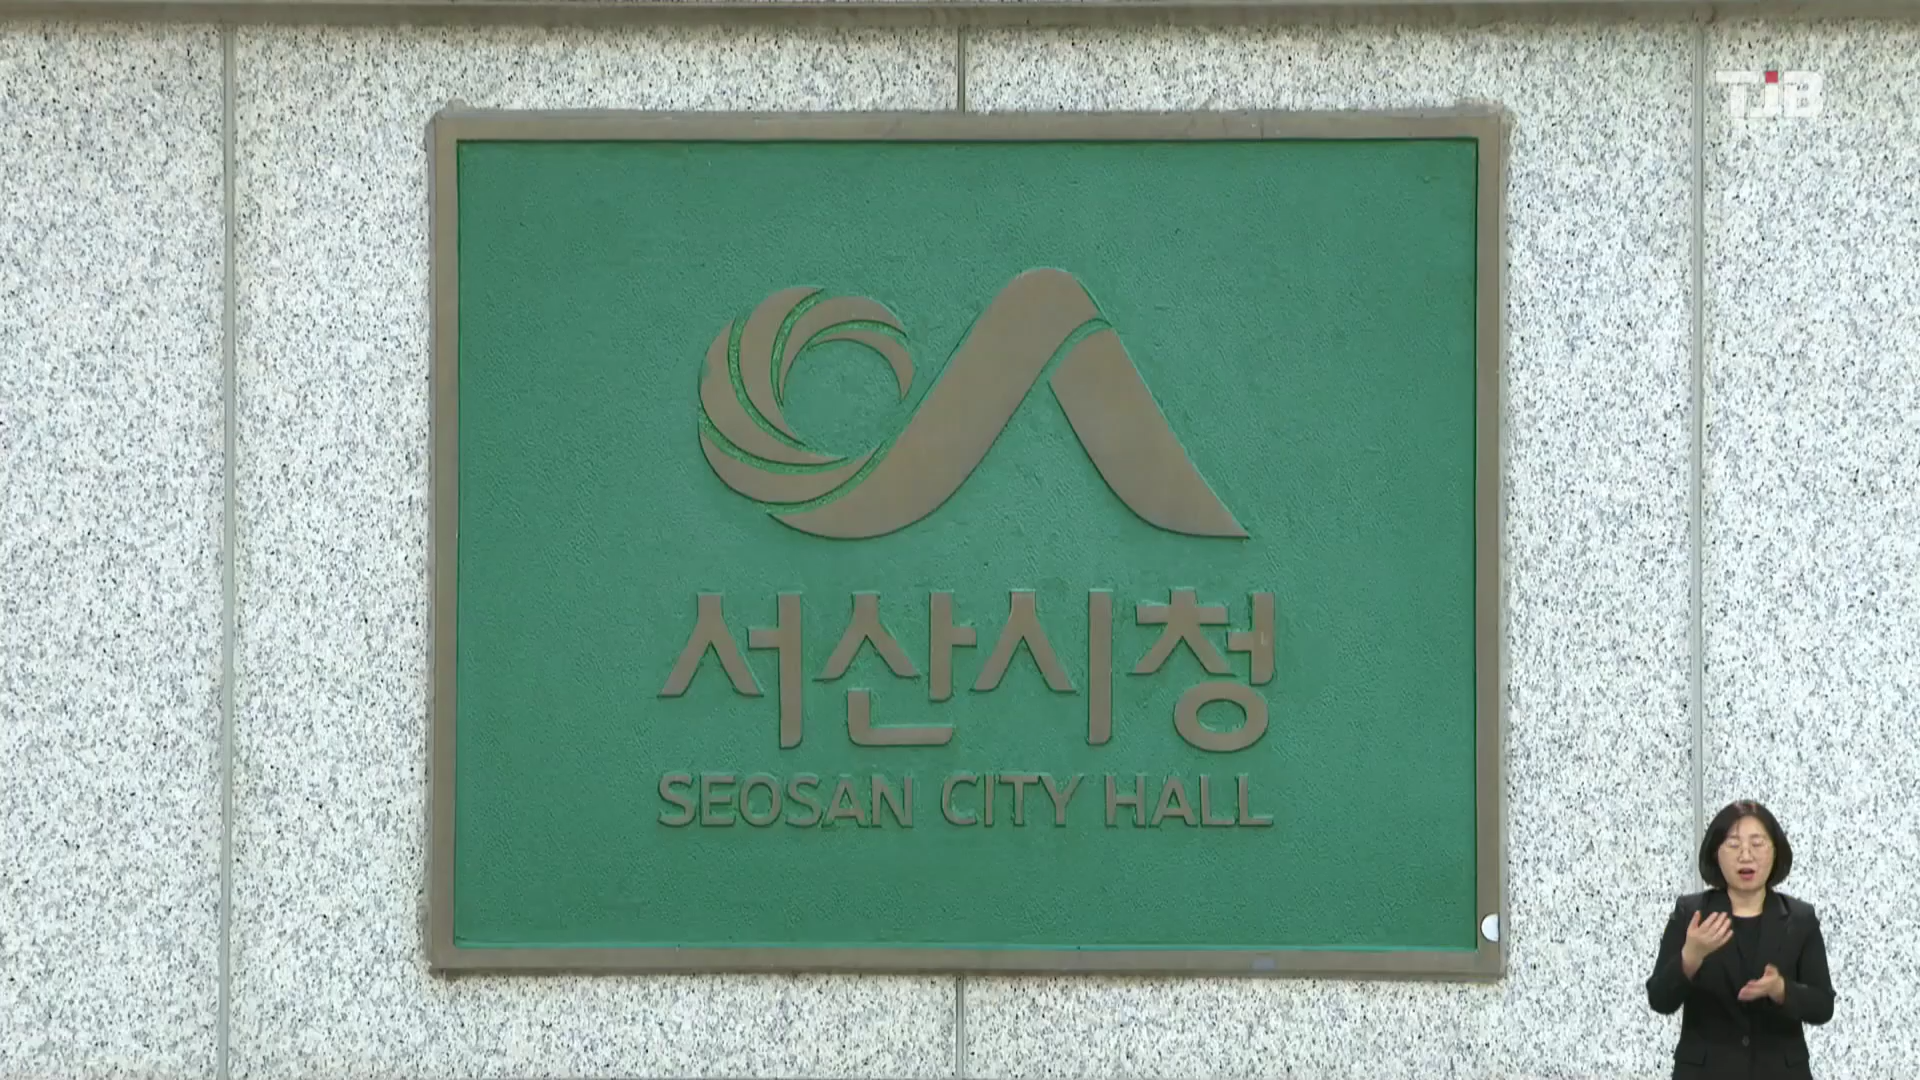 TJB
서산시청
SEOSAN CITY HALL